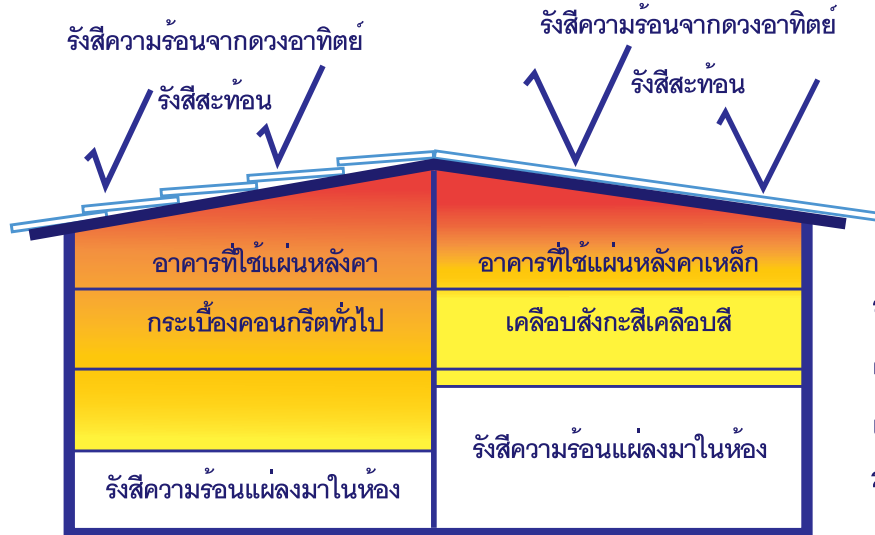 รังสีความร้อนจากดวงอาทิตย์
รังสีสะท้อน
รังสีความร้อนจากดวงอาทิตย์
รังสีสะท้อน
อาคารที่ใช้แผ่นหลังคา
กระเบื้องคอนกรีตทั่วไป
รังสีความร้อนแผ่ลงมาในห้อง
อาคารที่ใช้แผ่นหลังคาเหล็ก
เคลือบสังกะสีเคลือบสี
รังสีความร้อนแผ่ลงมาในห้อง